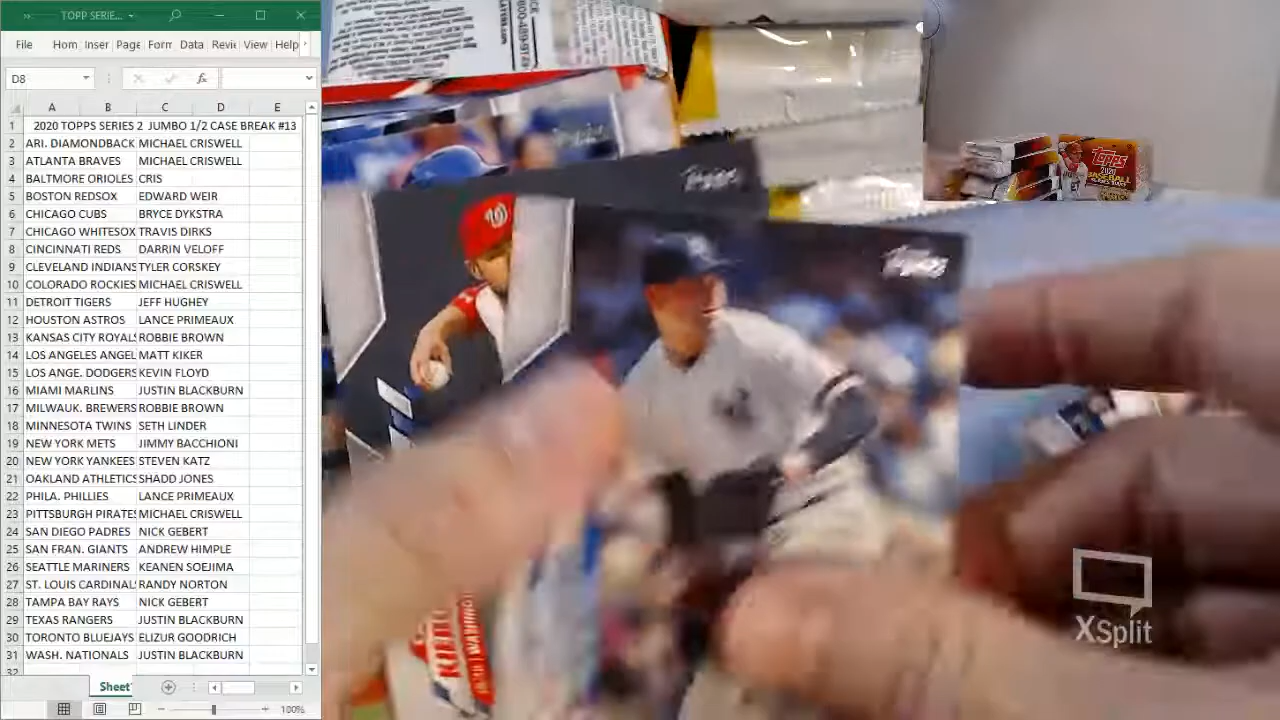 TOPP SERIE...
File Hom Inser Page Form Data Revi View Help
D8 fx
A B C D E
1 2020 TOPPS SERIES 2 JUMBO 1/2 CASE BREAK #13
2 ARI. DIAMONDBACK MICHAEL CRISWELL
3 ATLANTA BRAVES MICHAEL CRISWELL
4 BALTMORE ORIOLES CRIS
5 BOSTON REDSOX EDWARD WEIR
6 CHICAGO CUBS BRYCE DYKSTRA
7 CHICAGO WHITESOX TRAVIS DIRKS
8 CINCINNATI REDS DARRIN VELOFF
9 CLEVELAND INDIANS TYLER CORSKEY
10 COLORADO ROCKIES MICHAEL CRISWELL
11 DETROIT TIGERS JEFF HUGHEY
12 HOUSTON ASTROS LANCE PRIMEAUX
13 KANSAS CITY ROYALS ROBBIE BROWN
14 LOS ANGELES ANGEL MATT KIKER
15 LOS ANGE. DODGERS KEVIN FLOYD
16 MIAMI MARLINS JUSTIN BLACKBURN
17 MILWAUK. BREWERS ROBBIE BROWN
18 MINNESOTA TWINS SETH LINDER
19 NEW YORK METS JIMMY BACCHIONI
20 NEW YORK YANKEES STEVEN KATZ
21 OAKLAND ATHLETICS SHADD JONES
22 PHILA. PHILLIES LANCE PRIMEAUX
23 PITTSBURGH PIRATES MICHAEL CRISWELL
24 SAN DIEGO PADRES NICK GEBERT
25 SAN FRAN. GIANTS ANDREW HIMPLE
26 SEATTLE MARINERS KEANEN SOEJIMA
27 ST. LOUIS CARDINALS RANDY NORTON
28 TAMPA BAY RAYS NICK GEBERT
29 TEXAS RANGERS JUSTIN BLACKBURN
30 TORONTO BLUEJAYS ELIZUR GOODRICH
31 WASH. NATIONALS JUSTIN BLACKBURN
Sheet
100%
Topps
Topps
W
TOPPS
2020
BASEBALL
27
XSplit